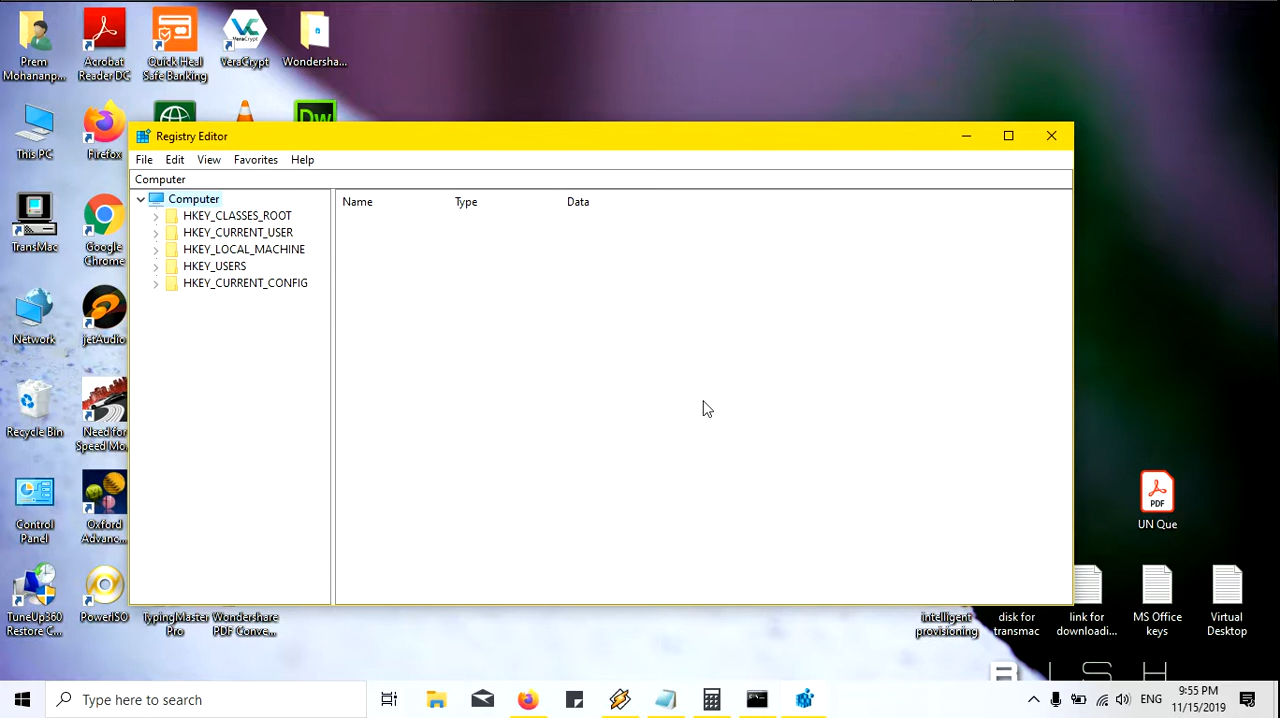 Prem
Mohananp...
Acrobat
Reader DC
Quick Heal
Safe Banking
VeraCrypt
Wondersha...
This PC
Firefox
Dw
Registry Editor
File Edit View Favorites Help
Computer
Computer
HKEY_CLASSES_ROOT
HKEY_CURRENT_USER
HKEY_LOCAL_MACHINE
HKEY_USERS
HKEY_CURRENT_CONFIG
Name Type Data
TransMac
Google
Chrome
Network
jetAudio
Recycle Bin
Need for
Speed Mo...
Control
Panel
Oxford
Advanc...
TuneUp360
Restore C...
PowerISO
TypingMaster
Pro
Wondershare
PDF Conve...
PDF
UN Que
intelligent
provisioning
disk for
transmac
link for
downloadi...
MS Office
keys
Virtual
Desktop
Type here to search
ENG
9:55 PM
11/15/2019